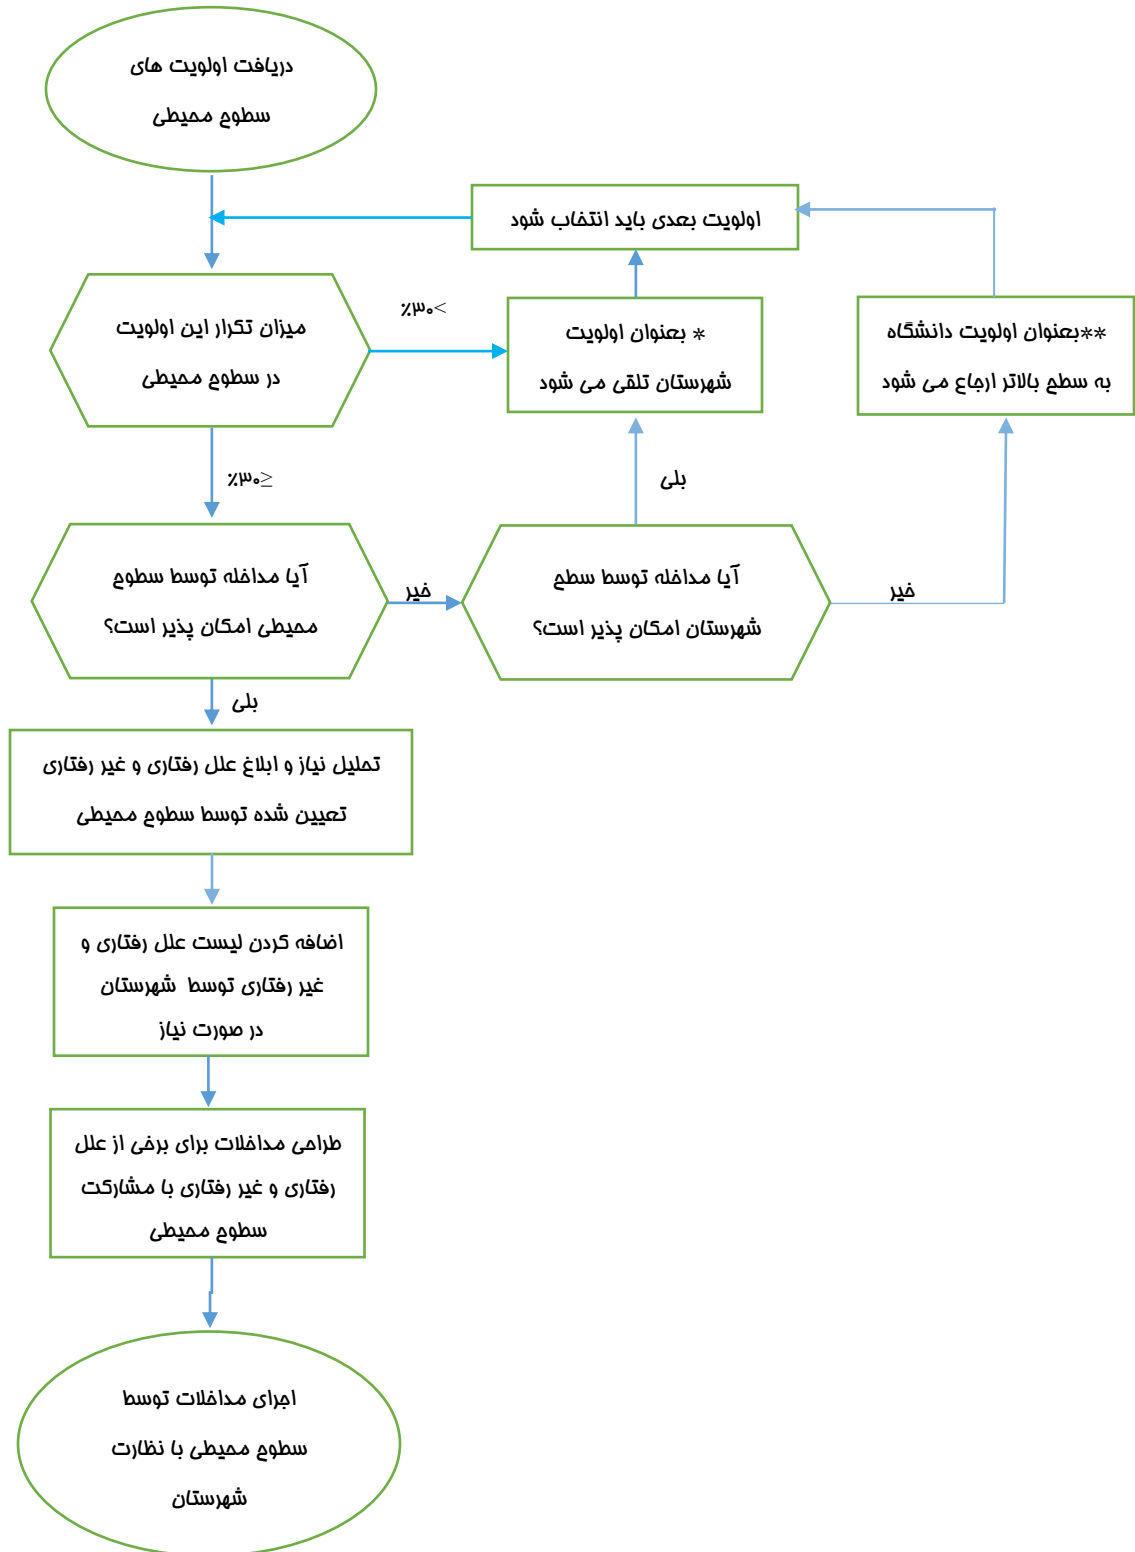 دریافت اولویت های
سطوح محیطی
اولویت بعدی باید انتخاب شود
میزان تکرار این اولویت
در سطوح محیطی
>۳۰٪
* بعنوان اولویت
شهرستان تلقی می شود
**بعنوان اولویت دانشگاه
به سطح بالاتر ارجاع می شود
≤۳۰٪
بلی
آیا مداخله توسط سطوح
محیطی امکان پذیر است؟
خیر
آیا مداخله توسط سطح
شهرستان امکان پذیر است؟
خیر
بلی
تحلیل نیاز و ابلاغ علل رفتاری و غیر رفتاری
تعیین شده توسط سطوح محیطی
اضافه کردن لیست علل رفتاری و
غیر رفتاری توسط شهرستان
در صورت نیاز
طراحی مداخلات برای برخی از علل
رفتاری و غیر رفتاری با مشارکت
سطوح محیطی
اجرای مداخلات توسط
سطوح محیطی با نظارت
شهرستان